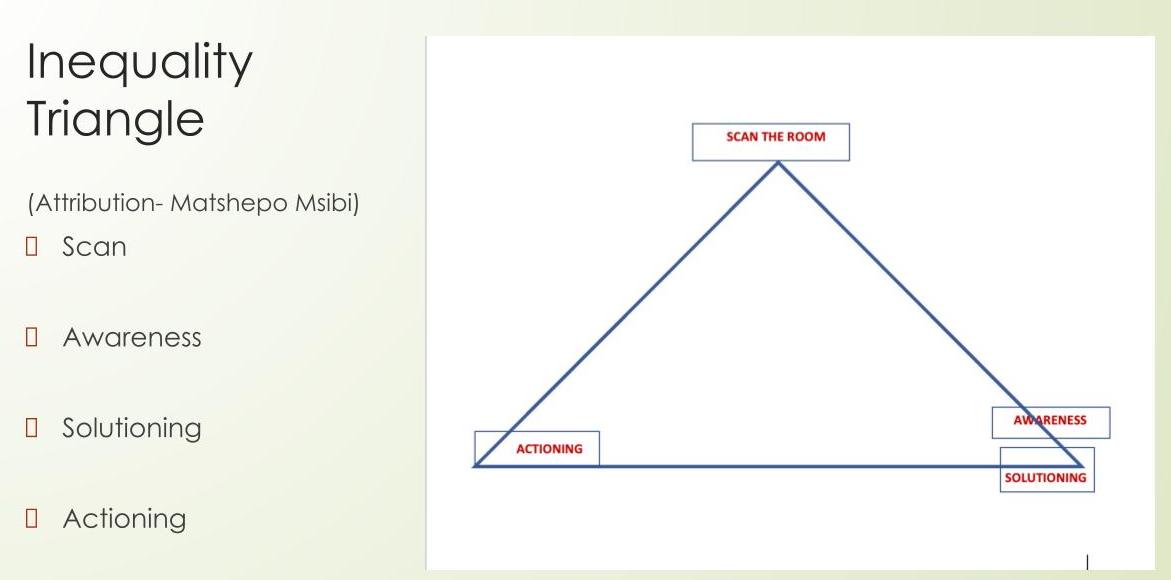 Inequality
Triangle
(Attribution- Matshepo Msibi)
Scan
Awareness
Solutioning
Actioning
SCAN THE ROOM
AWARENESS
ACTIONING
SOLUTIONING